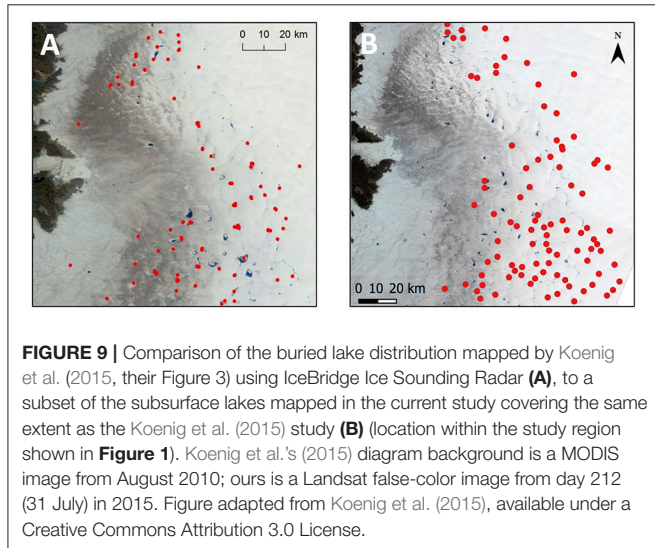 A
0 10 20 km
B
N
0 10 20 km
FIGURE 9 | Comparison of the buried lake distribution mapped by Koenig
et al. (2015, their Figure 3) using IceBridge Ice Sounding Radar (A), to a
subset of the subsurface lakes mapped in the current study covering the same
extent as the Koenig et al. (2015) study (B) (location within the study region
shown in Figure 1). Koenig et al.'s (2015) diagram background is a MODIS
image from August 2010; ours is a Landsat false-color image from day 212
(31 July) in 2015. Figure adapted from Koenig et al. (2015), available under a
Creative Commons Attribution 3.0 License.